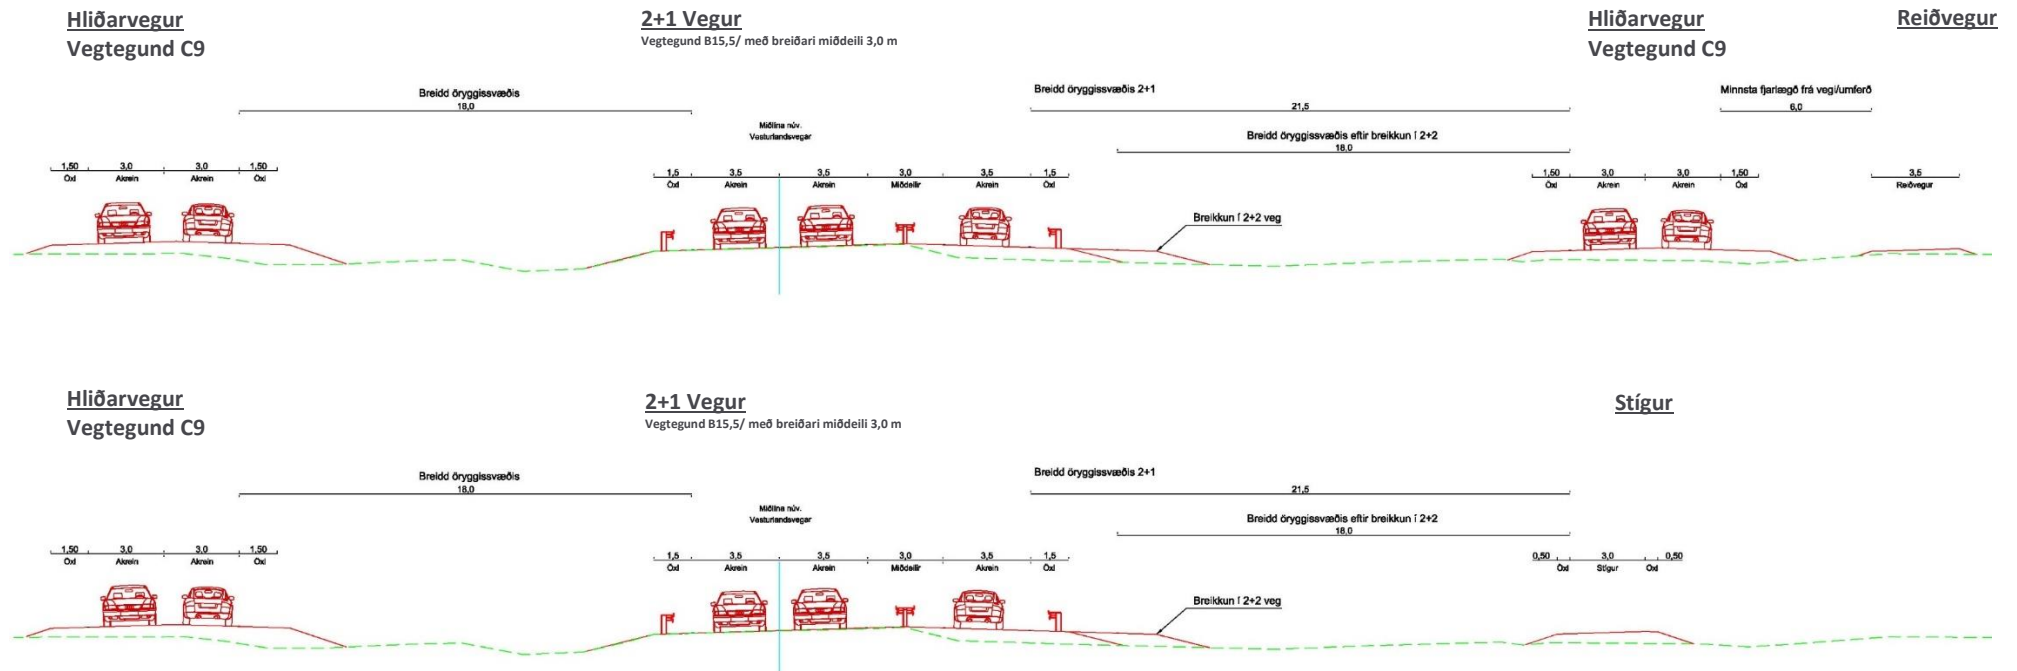 Hliðarvegur
Vegtegund C9
2+1 Vegur
Vegtegund B15,5/ með breiðari miðdeili 3,0 m
Hliðarvegur
Vegtegund C9
Reiðvegur
Breidd öryggissvæðis
18,0
Breidd öryggissvæðis 2+1
21,5
Minnsta fjarlægð frá vegi/umferð
6,0
Miðlína núv.
Vesturlandsvegar
Breidd öryggissvæðis eftir breikkun í 2+2
18,0
1,50 3,0 3,0 1,50
Öxl Akrein Akrein Öxl
1,5 3,5 3,5 3,0 3,5 1,5
Öxl Akrein Akrein Miðdeilir Akrein Öxl
1,50 3,0 3,0 1,50
Öxl Akrein Akrein Öxl
3,5
Reiðvegur
Breikkun í 2+2 veg
Hliðarvegur
Vegtegund C9
2+1 Vegur
Vegtegund B15,5/ með breiðari miðdeili 3,0 m
Stígur
Breidd öryggissvæðis
18,0
Breidd öryggissvæðis 2+1
21,5
Miðlína núv.
Vesturlandsvegar
Breidd öryggissvæðis eftir breikkun í 2+2
18,0
1,50 3,0 3,0 1,50
Öxl Akrein Akrein Öxl
1,5 3,5 3,5 3,0 3,5 1,5
Öxl Akrein Akrein Miðdeilir Akrein Öxl
0,50 3,0 0,50
Öxl Stígur Öxl
Breikkun í 2+2 veg